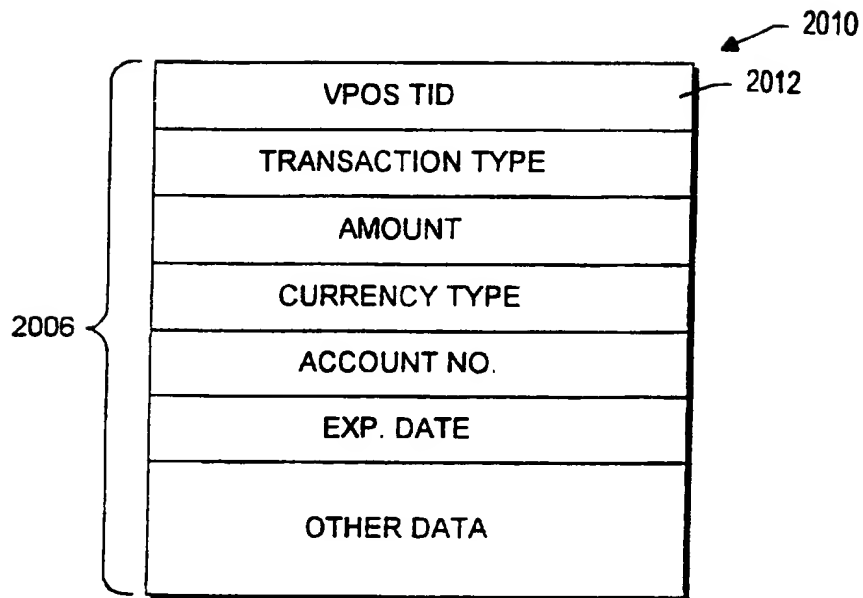 2010
VPOS TID
2012
TRANSACTION TYPE
AMOUNT
CURRENCY TYPE
2006
ACCOUNT NO.
EXP. DATE
OTHER DATA